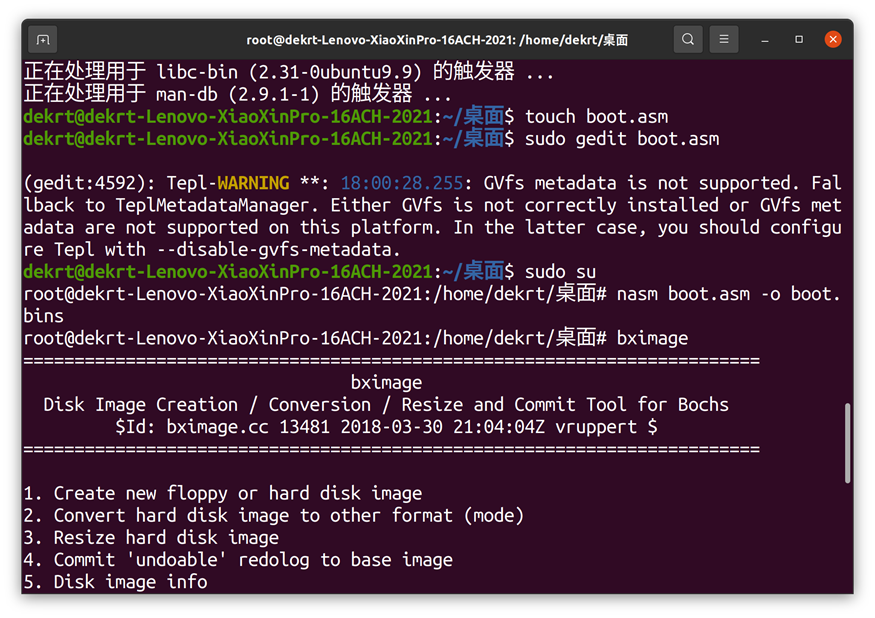 root@dekrt-Lenovo-XiaoXinPro-16ACH-2021: /home/dekrt/桌面
正在处理用于 libc-bin (2.31-0ubuntu9.9) 的触发器 ...
正在处理用于 man-db (2.9.1-1) 的触发器 ...
dekrt@dekrt-Lenovo-XiaoXinPro-16ACH-2021:~/桌面$ touch boot.asm
dekrt@dekrt-Lenovo-XiaoXinPro-16ACH-2021:~/桌面$ sudo gedit boot.asm
(gedit:4592): Tepl-WARNING **: 18:00:28.255: GVfs metadata is not supported. Fal
lback to TeplMetadataManager. Either GVfs is not correctly installed or GVfs met
adata are not supported on this platform. In the latter case, you should configu
re Tepl with --disable-gvfs-metadata.
dekrt@dekrt-Lenovo-XiaoXinPro-16ACH-2021:~/桌面$ sudo su
root@dekrt-Lenovo-XiaoXinPro-16ACH-2021:/home/dekrt/桌面# nasm boot.asm -o boot.
bins
root@dekrt-Lenovo-XiaoXinPro-16ACH-2021:/home/dekrt/桌面# bximage
========================================================================
bximage
Disk Image Creation / Conversion / Resize and Commit Tool for Bochs
$Id: bximage.cc 13481 2018-03-30 21:04:04Z vruppert $
========================================================================
1. Create new floppy or hard disk image
2. Convert hard disk image to other format (mode)
3. Resize hard disk image
4. Commit 'undoable' redolog to base image
5. Disk image info